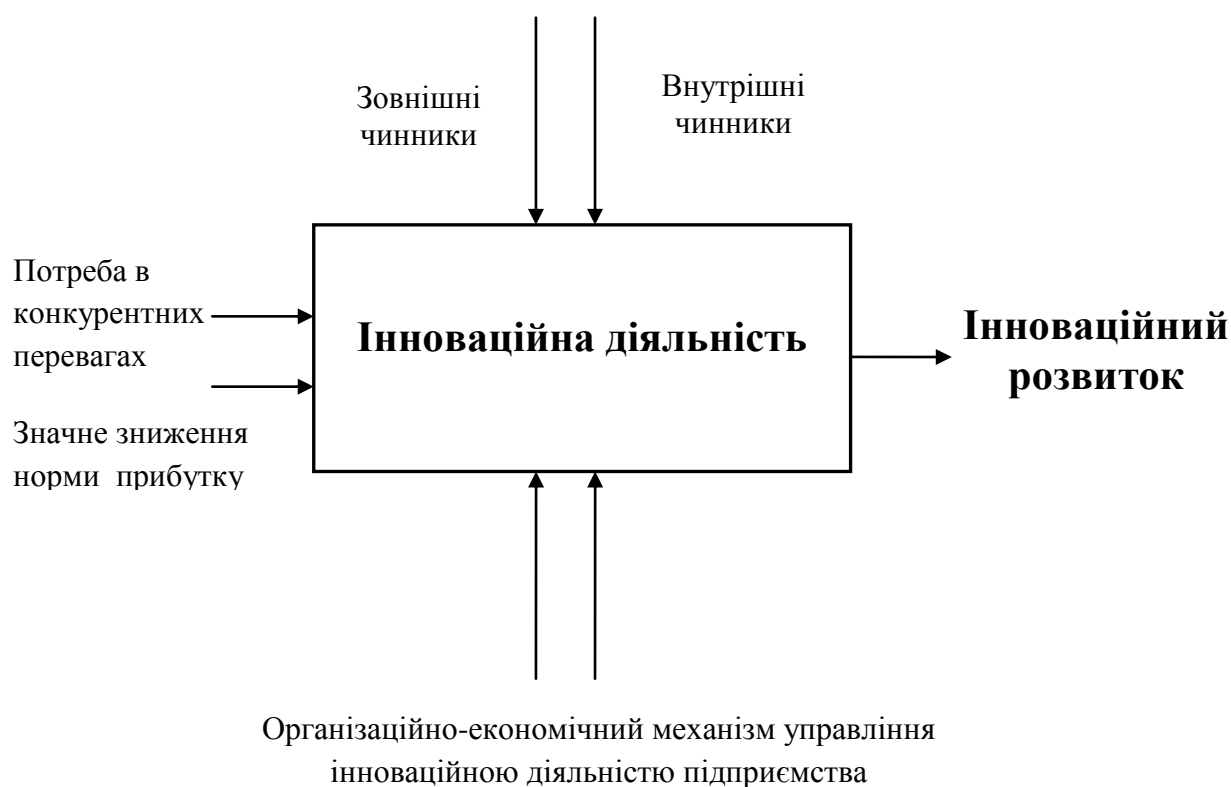 Зовнішні
чинники
Внутрішні
чинники
Потреба в
конкурентних
перевагах
Значне зниження
норми прибутку
Інноваційна діяльність
Інноваційний
розвиток
Організаційно-економічний механізм управління
інноваційною діяльністю підприємства